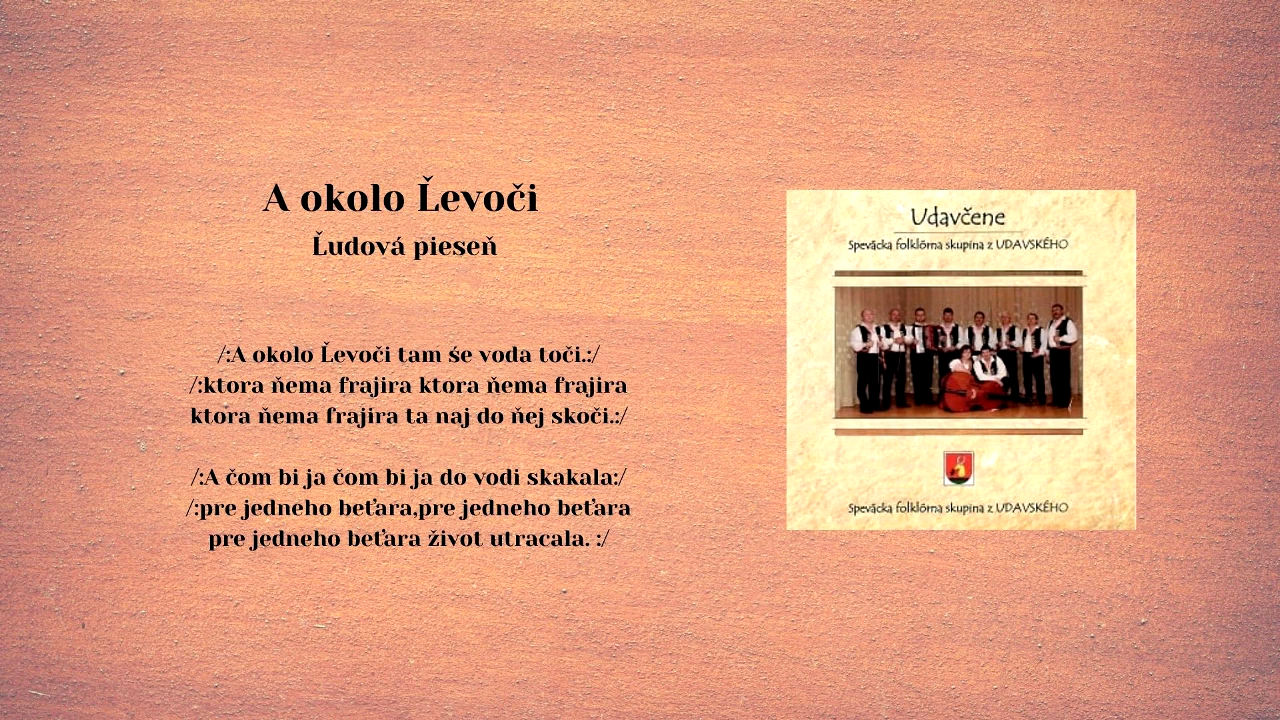 A okolo Ľevoči
Ľudová pieseň
/:A okolo Ľevoči tam śe voda točí.:/
/:ktora ňema frajira ktora ňema frajira
ktora ňema frajira ta naj do ňej skočí.:/
/:A čom bi ja čom bi ja do vodi skakala:/
/:pre jedneho beťara,pre jedneho beťara
pre jedneho beťara život utracala. :/
Udavčene
Spevácka folklórna skupina z UDAVSKÉHO
Spevácka folklórna skupina z UDAVSKÉHO